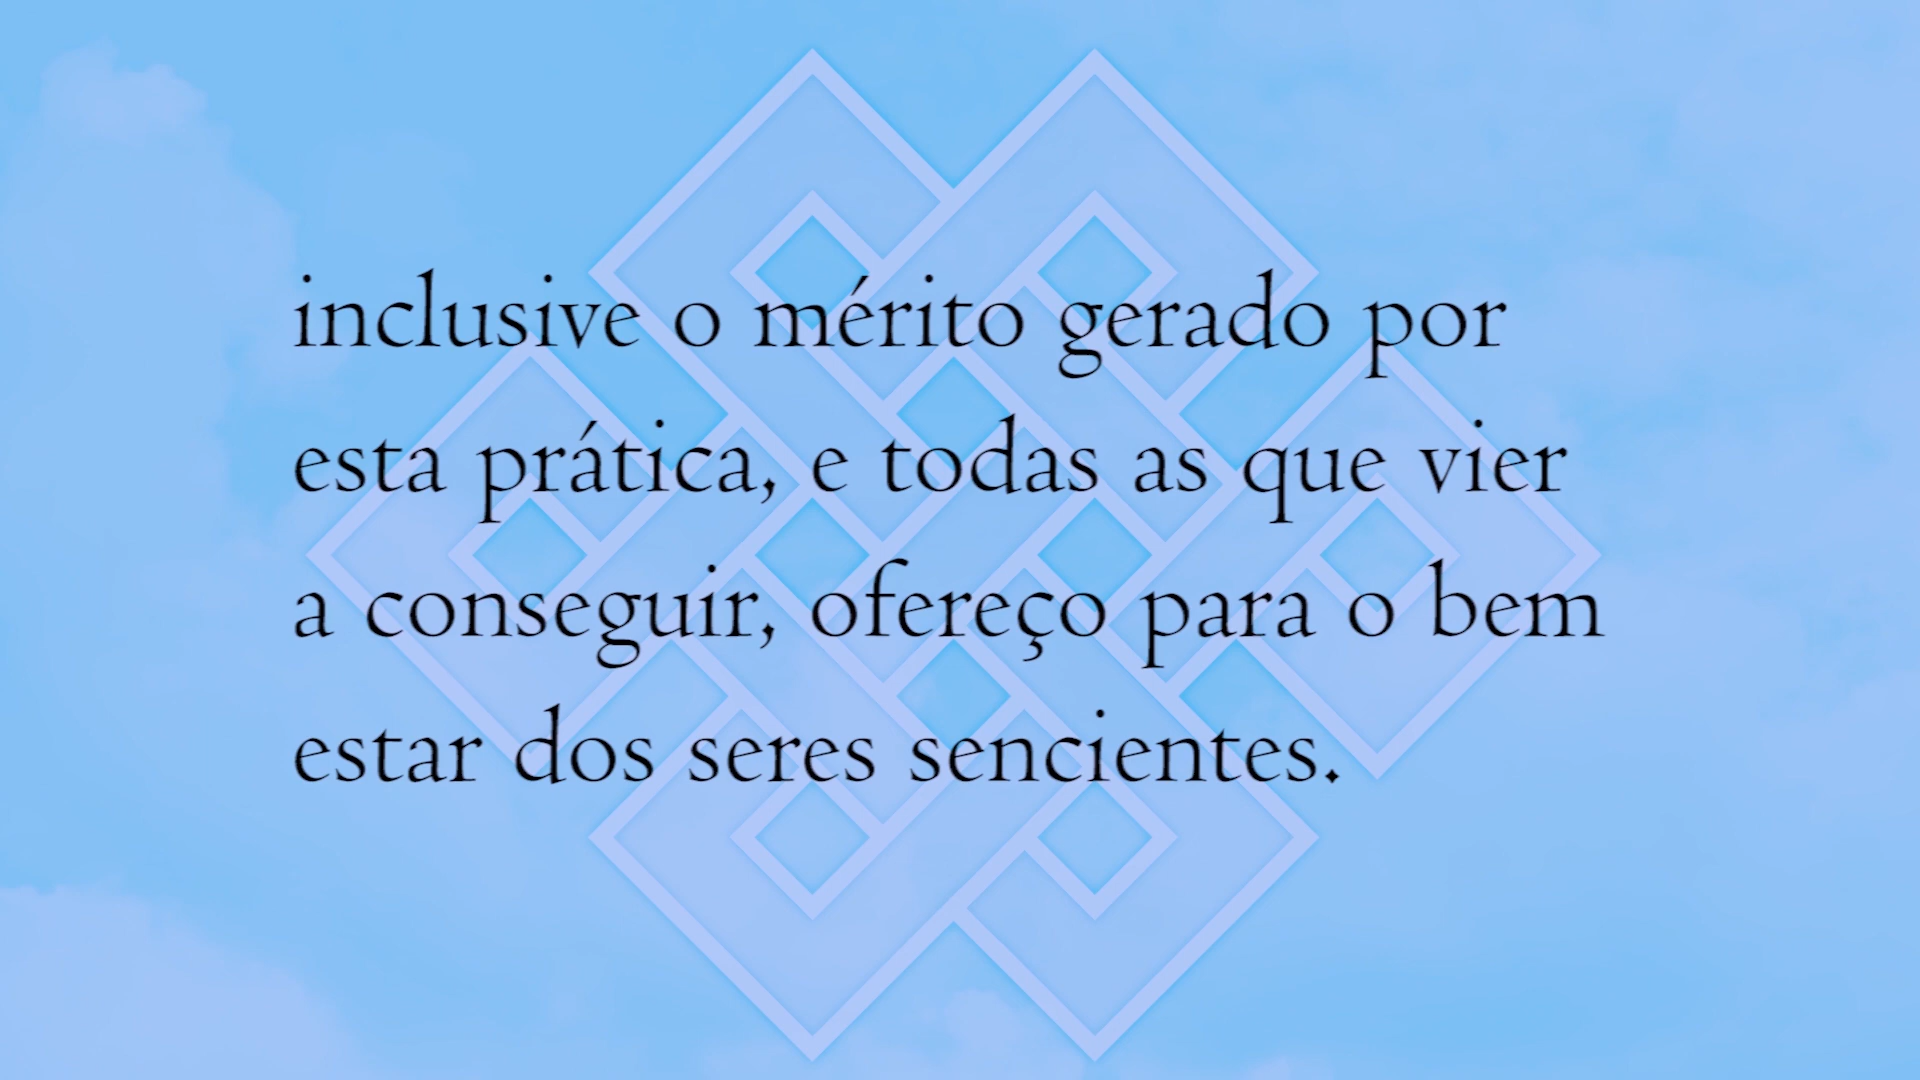 inclusive o mérito gerado por
esta prática, e todas as que vier
a conseguir, ofereço para o bem
estar dos seres sencientes.